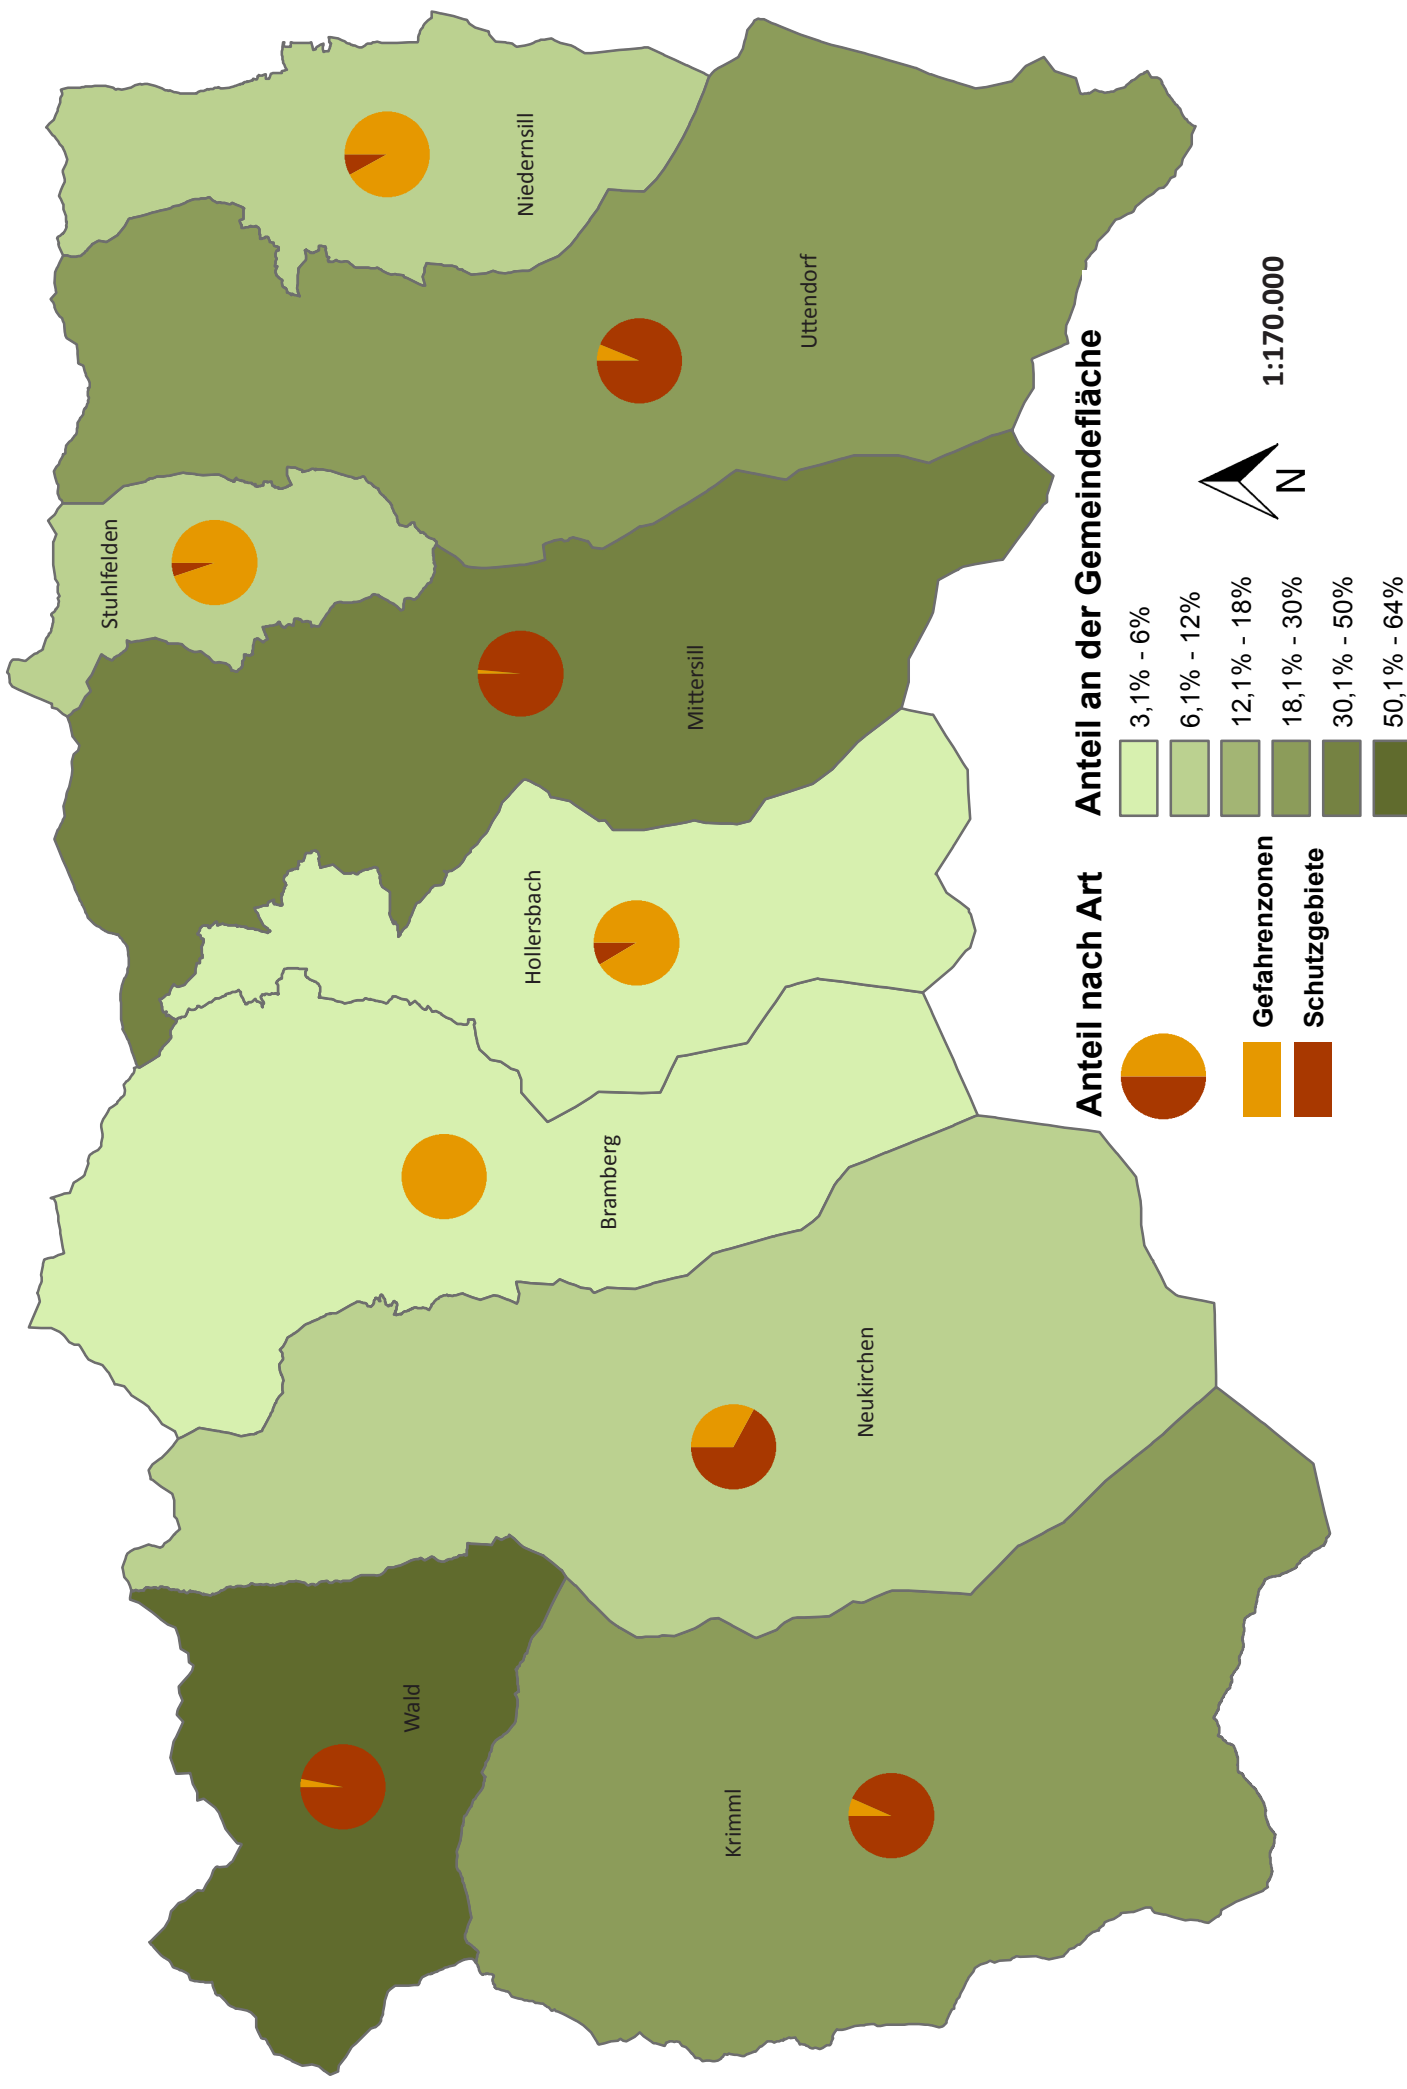 Wald
Krimml
Neukirchen
Bramberg
Hollersbach
Mittersill
Stuhlfelden
Uttendorf
Niedernsill
Anteil nach Art
Gefahrenzonen
Schutzgebiete
Anteil an der Gemeindefläche
3,1% - 6%
6,1% - 12%
12,1% - 18%
18,1% - 30%
30,1% - 50%
50,1% - 64%
N
1:170.000